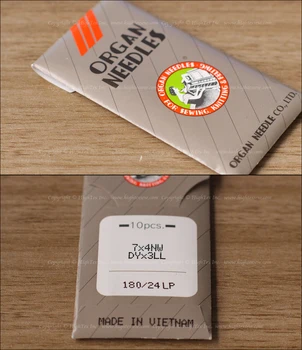 ORGAN
NEEDLES
ORGAN NEEDLES
FOR SEWING, KNITTING
ORGAN NEEDLE CO., LTD.
10pcs.
7x4NW
DYx3LL
180/24 LP
MADE IN VIETNAM